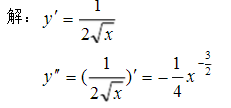 解：y′ = 1/(2√x)
y″ = (1/(2√x))′ = −1/4 x^(−3/2)